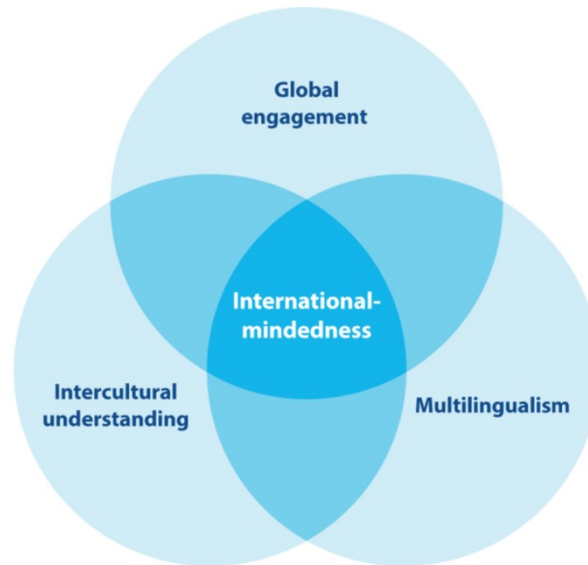 Global
engagement
International-
mindedness
Intercultural
understanding
Multilingualism